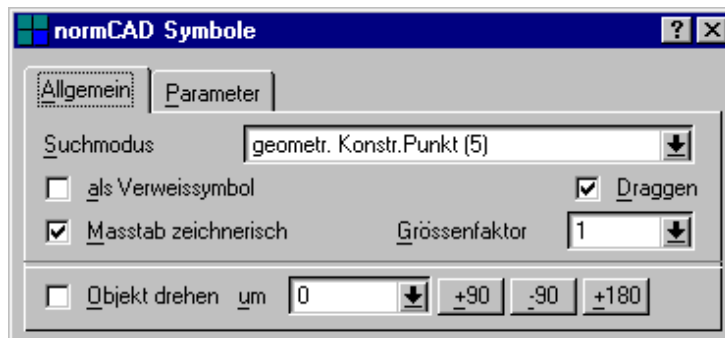 normCAD Symbole ?
Allgemein Parameter
Suchmodus geometr. Konstr.Punkt (5)
als Verweissymbol Draggen
Masstab zeichnerisch Grössenfaktor 1
Objekt drehen um 0 +90 -90 +180